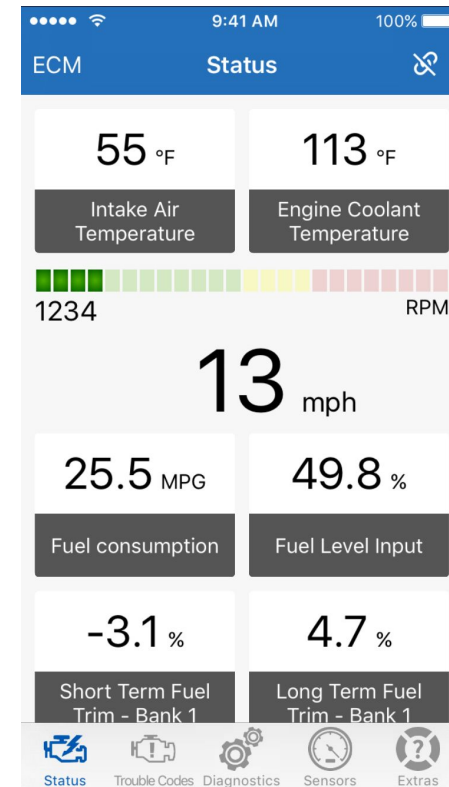 9:41 AM 100%
ECM Status
55 °F 113 °F
Intake Air Engine Coolant
Temperature Temperature
1234 RPM
13 mph
25.5 MPG 49.8 %
Fuel consumption Fuel Level Input
-3.1 % 4.7 %
Short Term Fuel Long Term Fuel
Trim - Bank 1 Trim - Bank 1
Status Trouble Codes Diagnostics Sensors Extras